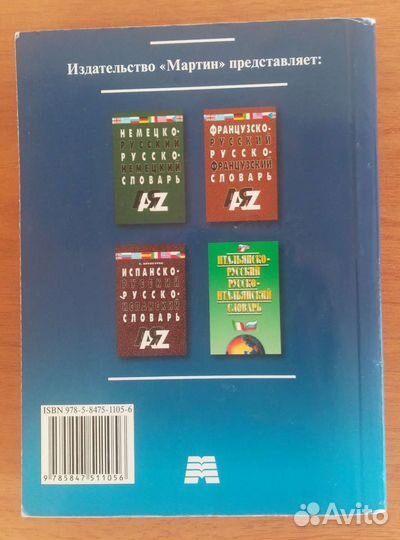 Издательство «Мартин» представляет:
НЕМЕЦКО-
РУССКИЙ
РУССКО-
НЕМЕЦКИЙ
СЛОВАРЬ
A-Z
ФРАНЦУЗСКО-
РУССКИЙ
РУССКО-
ФРАНЦУЗСКИЙ
СЛОВАРЬ
A-Z
ИСПАНСКО-
РУССКИЙ
РУССКО-
ИСПАНСКИЙ
СЛОВАРЬ
A-Z
ИТАЛЬЯНСКО-
РУССКИЙ
РУССКО-
ИТАЛЬЯНСКИЙ
СЛОВАРЬ
ISBN 978-5-8475-1105-6
9 785847 511056
Avito